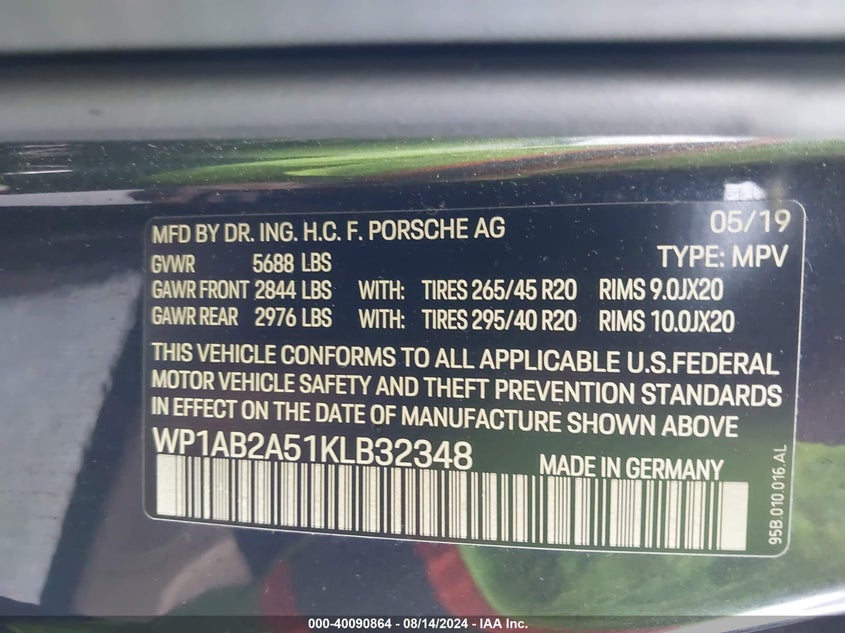 MFD BY DR. ING. H.C. F. PORSCHE AG 05/19
GVWR 5688 LBS TYPE: MPV
GAWR FRONT 2844 LBS WITH: TIRES 265/45 R20 RIMS 9.0JX20
GAWR REAR 2976 LBS WITH: TIRES 295/40 R20 RIMS 10.0JX20
THIS VEHICLE CONFORMS TO ALL APPLICABLE U.S.FEDERAL
MOTOR VEHICLE SAFETY AND THEFT PREVENTION STANDARDS
IN EFFECT ON THE DATE OF MANUFACTURE SHOWN ABOVE
WP1AB2A51KLB32348 MADE IN GERMANY
95B.010.016.AL
000-40090864 - 08/14/2024 - IAA Inc.